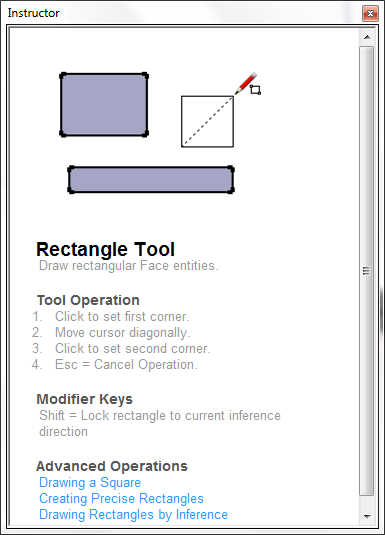 Instructor
Rectangle Tool
Draw rectangular Face entities.
Tool Operation
1. Click to set first corner.
2. Move cursor diagonally.
3. Click to set second corner.
4. Esc = Cancel Operation.
Modifier Keys
Shift = Lock rectangle to current inference
direction
Advanced Operations
Drawing a Square
Creating Precise Rectangles
Drawing Rectangles by Inference